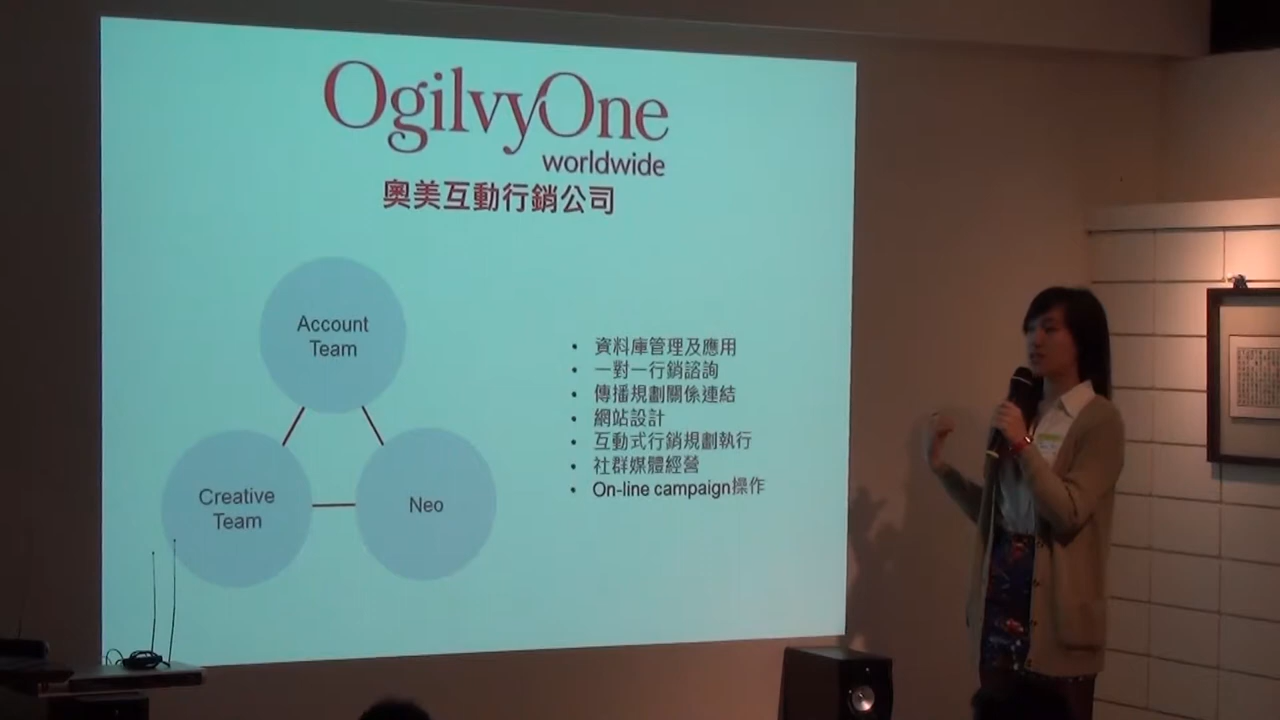 OgilvyOne
worldwide
奧美互動行銷公司
Account
Team
Creative
Team
Neo
• 資料庫管理及應用
• 一對一行銷諮詢
• 傳播規劃關係連結
• 網站設計
• 互動式行銷規劃執行
• 社群媒體經營
• On-line campaign操作